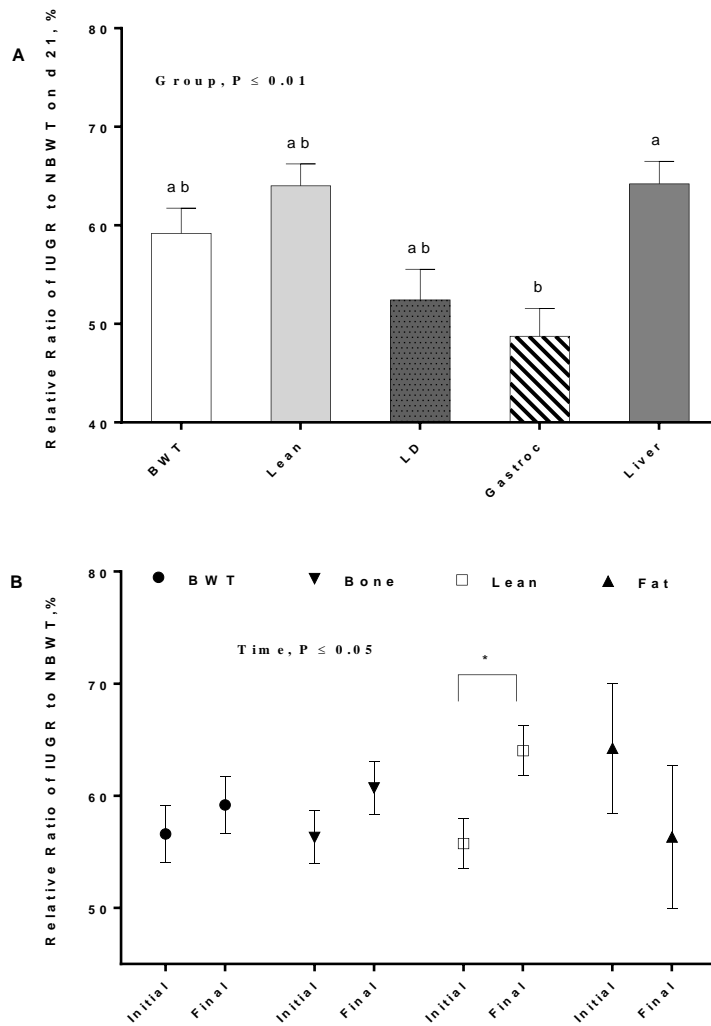 A
Relative Ratio of IUGR to NBWT on d 21, %
80
70
60
50
40
Group, P ≤ 0.01
a b
a b
a b
b
a
BWT
Lean
LD
Gastroc
Liver
B
Relative Ratio of IUGR to NBWT,%
80
70
60
50
BWT
Bone
Lean
Fat
Time, P ≤ 0.05
*
Initial
Final
Initial
Final
Initial
Final
Initial
Final